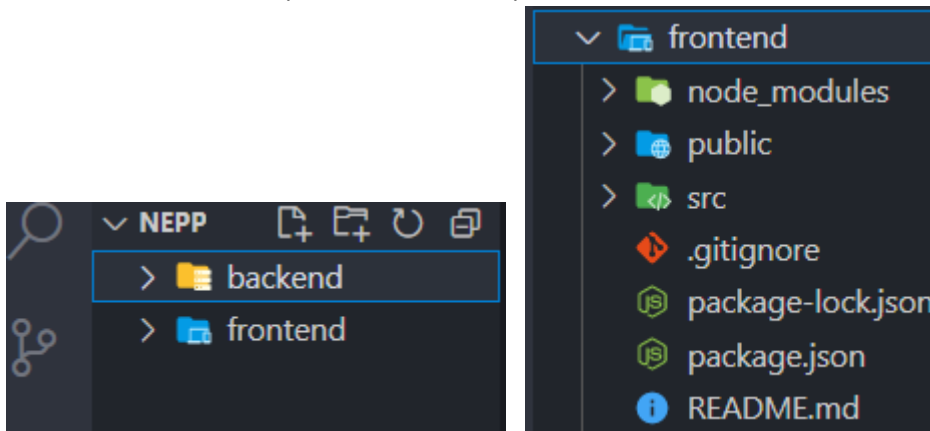 NEPP
backend
frontend
frontend
node_modules
public
src
.gitignore
package-lock.json
package.json
README.md